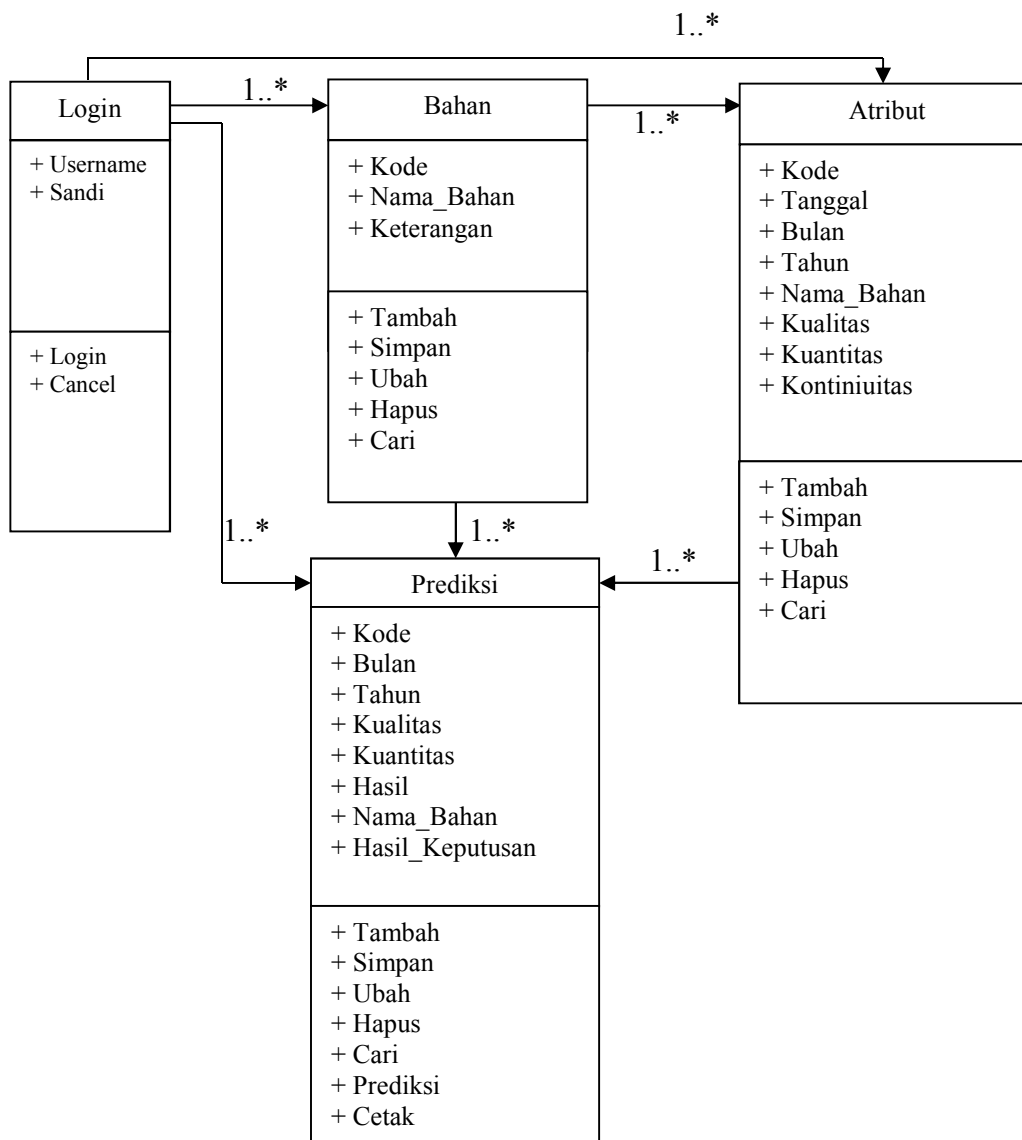 1..*
Login
+ Username
+ Sandi
+ Login
+ Cancel
1..*
Bahan
+ Kode
+ Nama_Bahan
+ Keterangan
+ Tambah
+ Simpan
+ Ubah
+ Hapus
+ Cari
1..*
Atribut
+ Kode
+ Tanggal
+ Bulan
+ Tahun
+ Nama_Bahan
+ Kualitas
+ Kuantitas
+ Kontiniuitas
+ Tambah
+ Simpan
+ Ubah
+ Hapus
+ Cari
1..*
1..*
1..*
Prediksi
+ Kode
+ Bulan
+ Tahun
+ Kualitas
+ Kuantitas
+ Hasil
+ Nama_Bahan
+ Hasil_Keputusan
+ Tambah
+ Simpan
+ Ubah
+ Hapus
+ Cari
+ Prediksi
+ Cetak